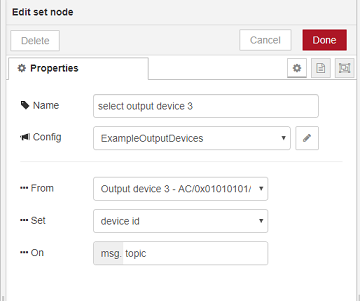 Edit set node
Delete
Cancel
Done
Properties
Name
select output device 3
Config
ExampleOutputDevices
From
Output device 3 - AC/0x01010101/
Set
device id
On
msg. topic